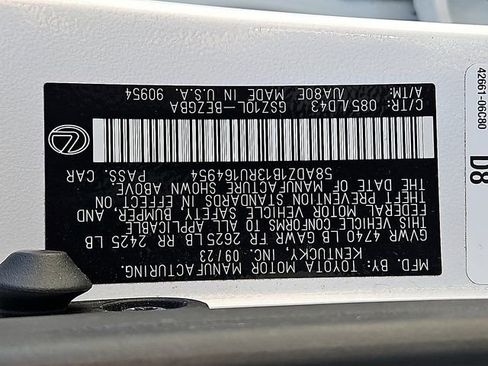 MFD. BY: TOYOTA MOTOR MANUFACTURING,
KENTUCKY, INC. 09/23
GVWR 4740 LB GAWR FR 2625 LB RR 2425 LB
THIS VEHICLE CONFORMS TO ALL APPLICABLE
FEDERAL MOTOR VEHICLE SAFETY, BUMPER, AND
THEFT PREVENTION STANDARDS IN EFFECT ON
THE DATE OF MANUFACTURE SHOWN ABOVE.
58ADZ1B13RU164954 PASS. CAR
C/TR: 085/LD43 GSZ10L-BEZGBA
A/TM: /UA80E MADE IN U.S.A. 90954
42661-06C80
D8